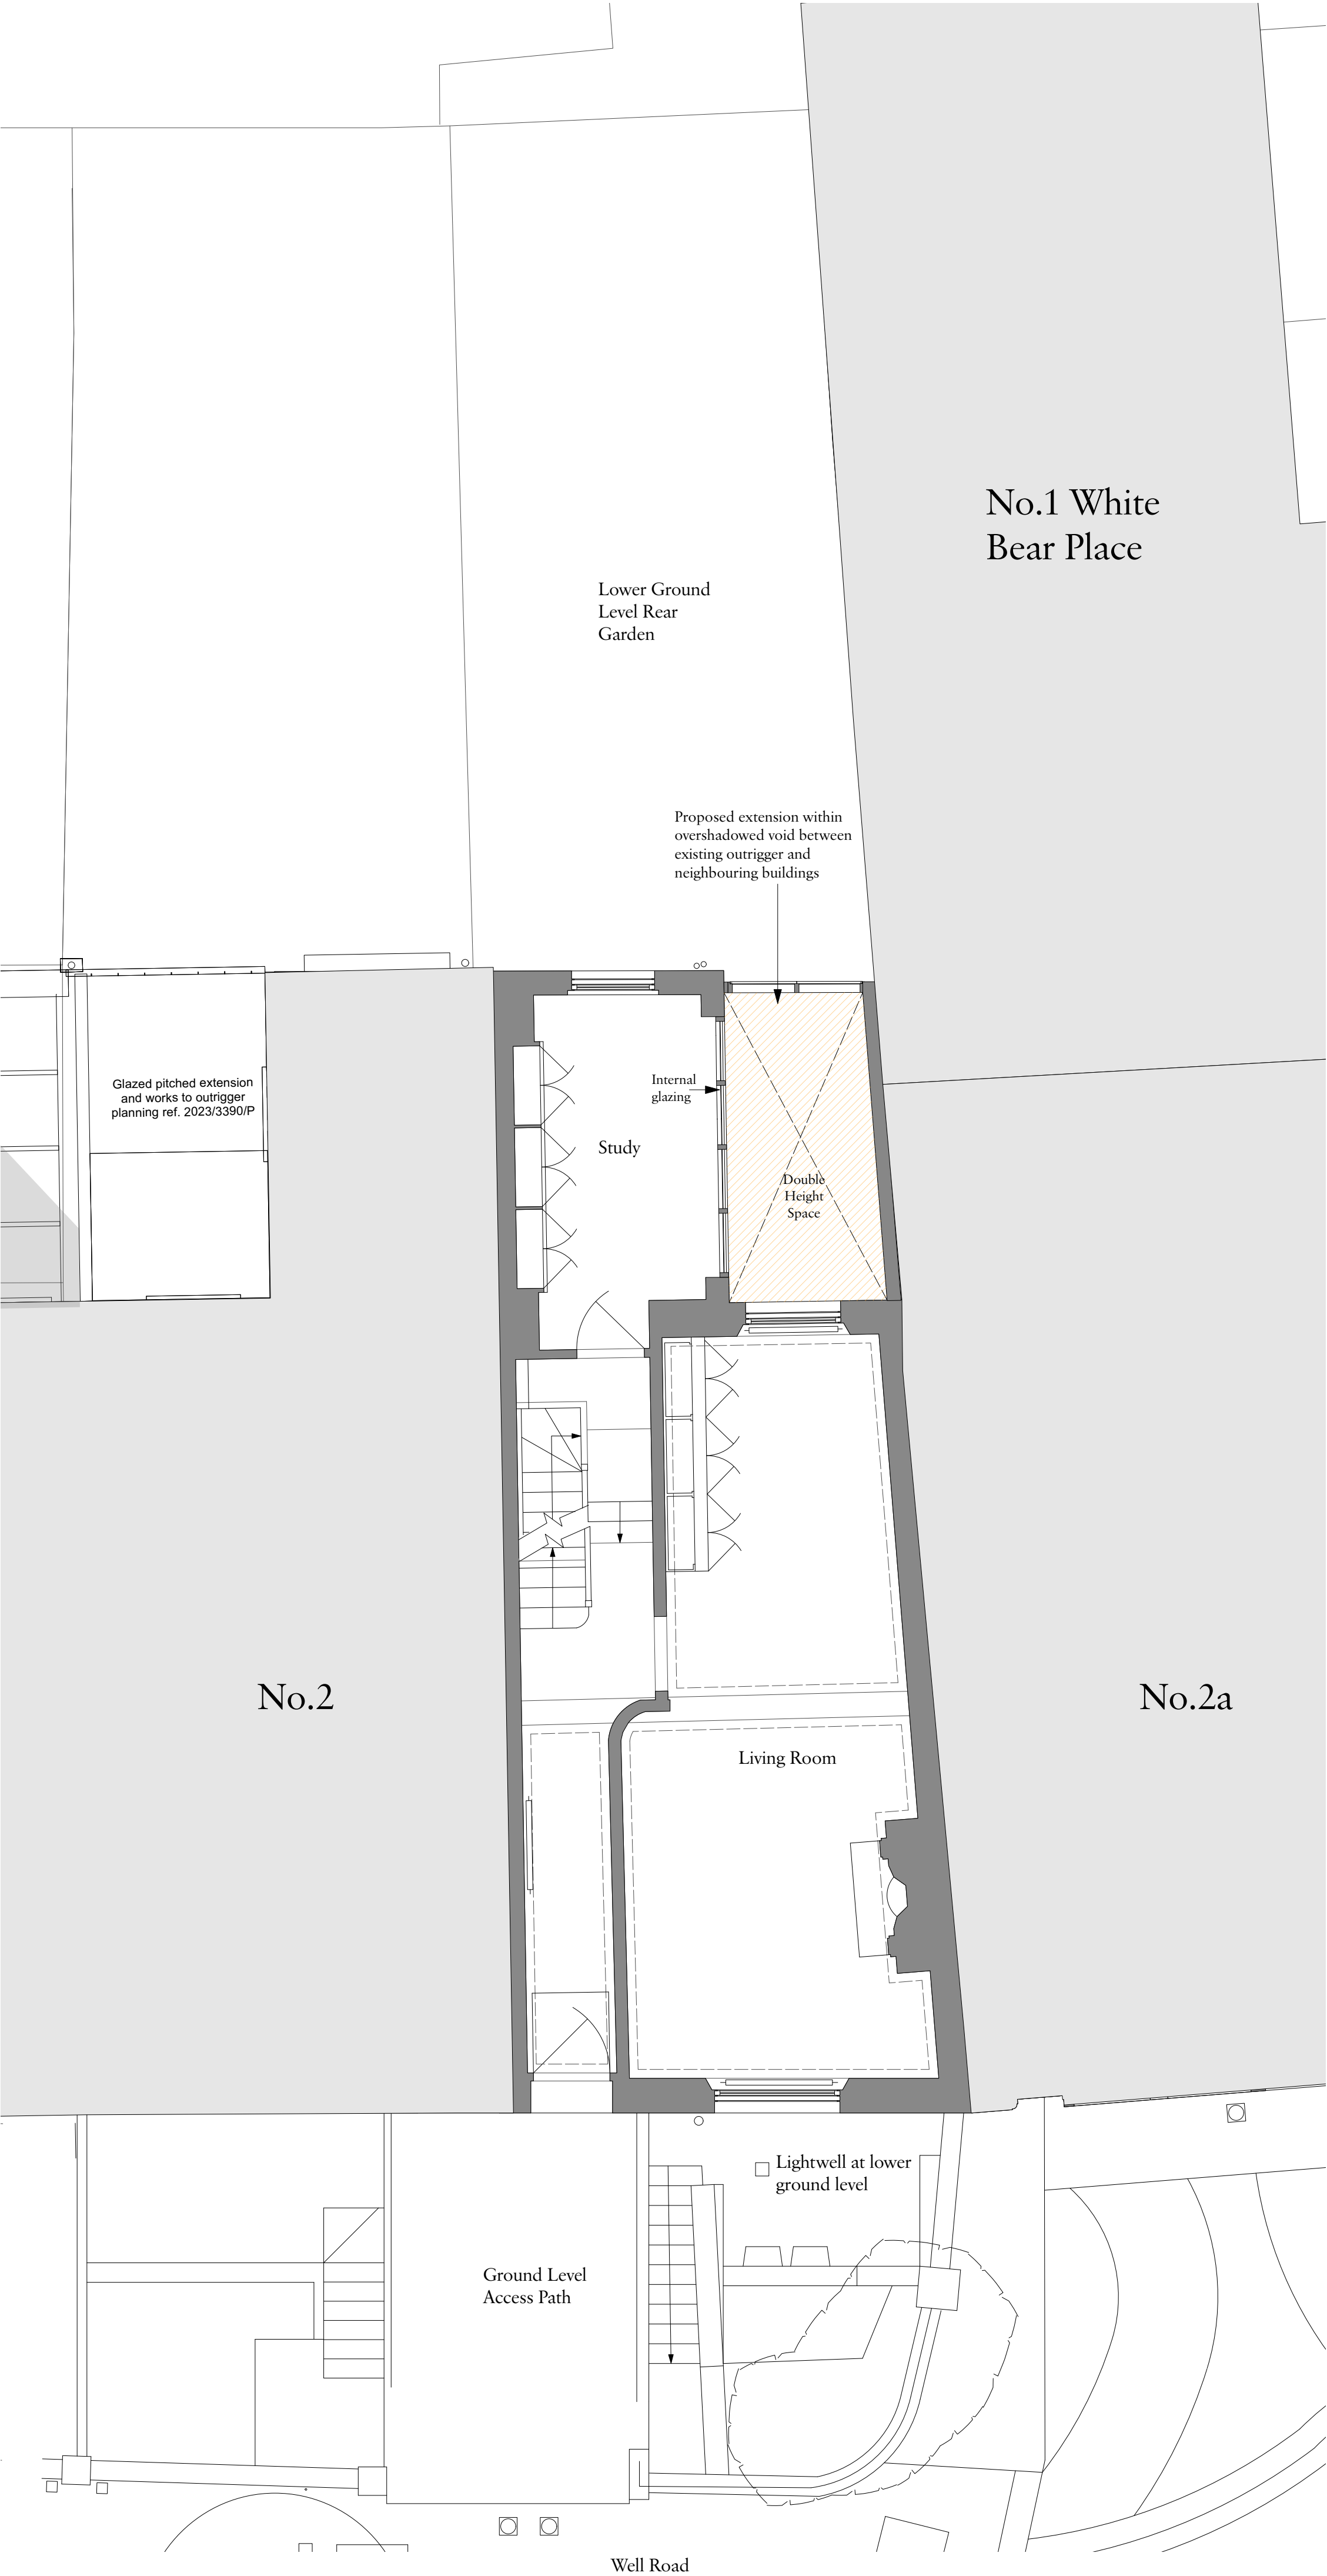 No.1 White
Bear Place
Lower Ground
Level Rear
Garden
Proposed extension within
overshadowed void between
existing outrigger and
neighbouring buildings
Glazed pitched extension
and works to outrigger
planning ref. 2023/3390/P
Internal
glazing
Study
Double
Height
Space
No.2
No.2a
Living Room
Lightwell at lower
ground level
Ground Level
Access Path
Well Road